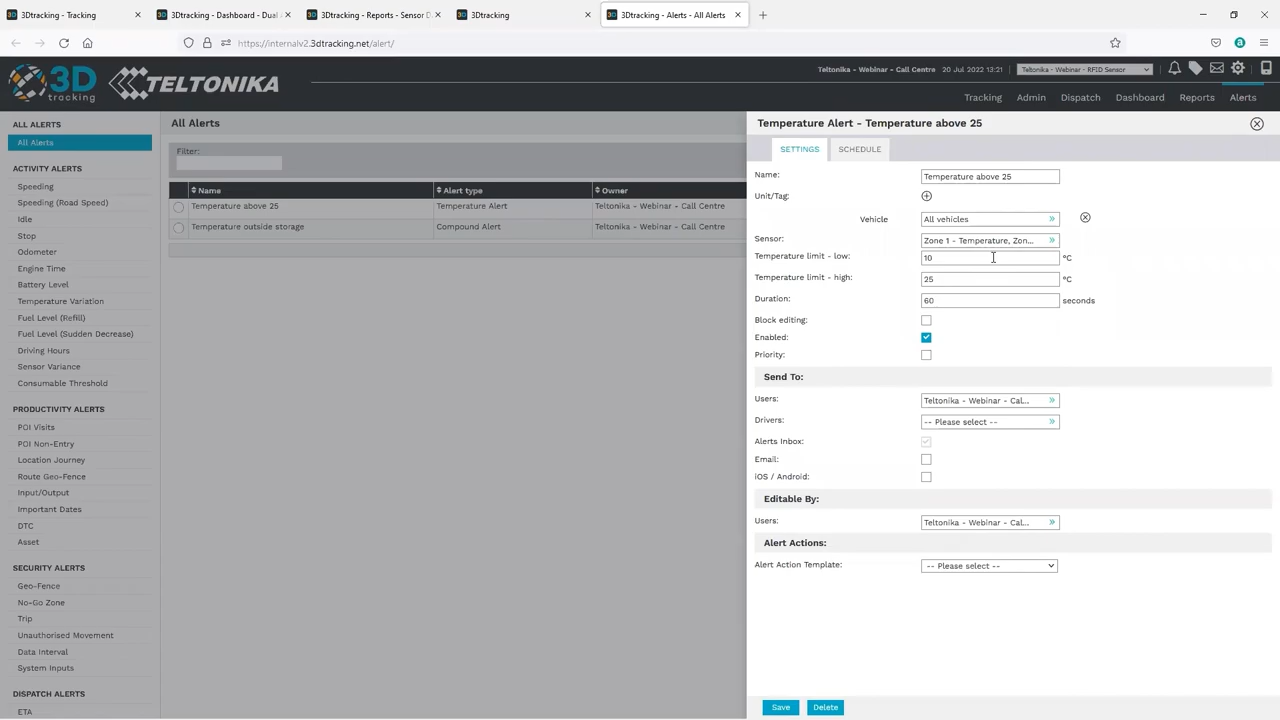 3Dtracking - Tracking
3Dtracking - Dashboard - Dual
3Dtracking - Reports - Sensor D
3Dtracking
3Dtracking - Alerts - All Alerts
https://internalv2.3dtracking.net/alert/
3D tracking
TELTONIKA
Teltonika - Webinar - Call Centre 20 Jul 2022 13:21
Teltonika - Webinar - RFID Sensor
Tracking Admin Dispatch Dashboard Reports Alerts
ALL ALERTS
All Alerts
ACTIVITY ALERTS
Speeding
Speeding (Road Speed)
Idle
Stop
Odometer
Engine Time
Battery Level
Temperature Variation
Fuel Level (Refill)
Fuel Level (Sudden Decrease)
Driving Hours
Sensor Variance
Consumable Threshold
PRODUCTIVITY ALERTS
POI Visits
POI Non-Entry
Location Journey
Route Geo-Fence
Input/Output
Important Dates
DTC
Asset
SECURITY ALERTS
Geo-Fence
No-Go Zone
Trip
Unauthorised Movement
Data Interval
System Inputs
DISPATCH ALERTS
ETA
All Alerts
Filter:
Name Alert type Owner
Temperature above 25 Temperature Alert Teltonika - Webinar - Call Centre
Temperature outside storage Compound Alert Teltonika - Webinar - Call Centre
Temperature Alert - Temperature above 25
SETTINGS SCHEDULE
Name: Temperature above 25
Unit/Tag:
Vehicle All vehicles »
Sensor: Zone 1 - Temperature, Zon... »
Temperature limit - low: 10 °C
Temperature limit - high: 25 °C
Duration: 60 seconds
Block editing:
Enabled:
Priority:
Send To:
Users: Teltonika - Webinar - Cal... »
Drivers: -- Please select -- »
Alerts Inbox:
Email:
iOS / Android:
Editable By:
Users: Teltonika - Webinar - Cal... »
Alert Actions:
Alert Action Template: -- Please select --
Save Delete